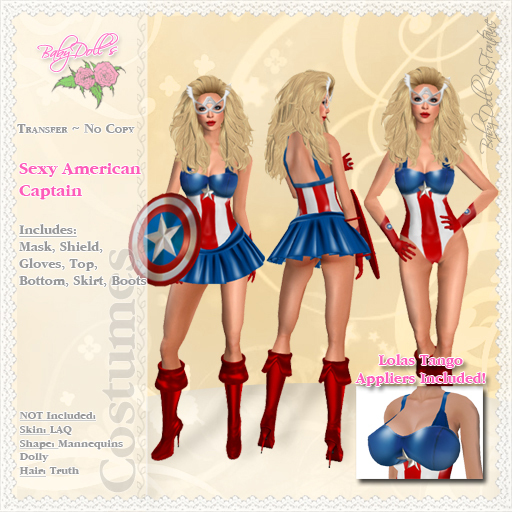 BabyDoll's
Transfer ~ No Copy
Sexy American
Captain
Includes:
Mask, Shield,
Gloves, Top,
Bottom, Skirt, Boots
Costumes
NOT Included:
Skin: LAQ
Shape: Mannequins
Dolly
Hair: Truth
Lolas Tango
Appliers Included!